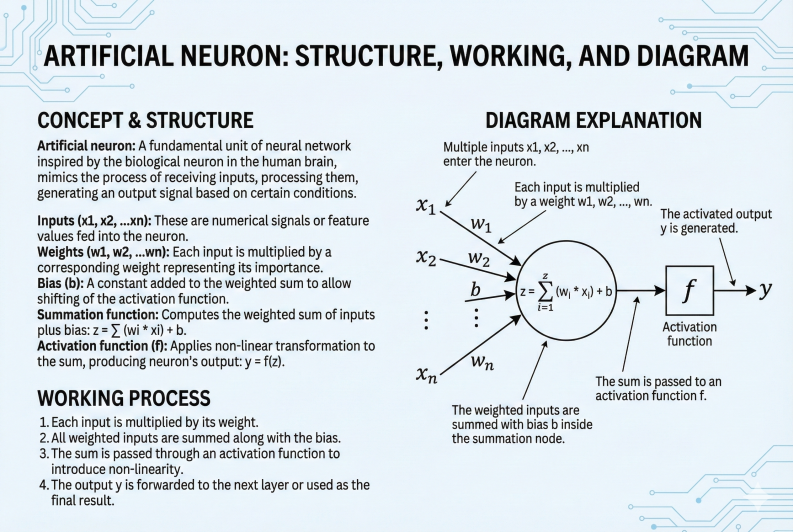 ARTIFICIAL NEURON: STRUCTURE, WORKING, AND DIAGRAM
CONCEPT & STRUCTURE
Artificial neuron: A fundamental unit of neural network
inspired by the biological neuron in the human brain,
mimics the process of receiving inputs, processing them,
generating an output signal based on certain conditions.
Inputs (x1, x2, ...xn): These are numerical signals or feature
values fed into the neuron.
Weights (w1, w2, ...wn): Each input is multiplied by a
corresponding weight representing its importance.
Bias (b): A constant added to the weighted sum to allow
shifting of the activation function.
Summation function: Computes the weighted sum of inputs
plus bias: z = ∑ (wi * xi) + b.
Activation function (f): Applies non-linear transformation to
the sum, producing neuron's output: y = f(z).
WORKING PROCESS
1. Each input is multiplied by its weight.
2. All weighted inputs are summed along with the bias.
3. The sum is passed through an activation function to
introduce non-linearity.
4. The output y is forwarded to the next layer or used as the
final result.
DIAGRAM EXPLANATION
Multiple inputs x1, x2, ..., xn
enter the neuron.
Each input is multiplied
by a weight w1, w2, ..., wn.
The activated output
y is generated.
x₁
w₁
x₂
w₂
b
⋮
⋮
xₙ
wₙ
z
z = ∑ (wᵢ * xᵢ) + b
i=1
f
y
Activation
function
The sum is passed to an
activation function f.
The weighted inputs are
summed with bias b inside
the summation node.